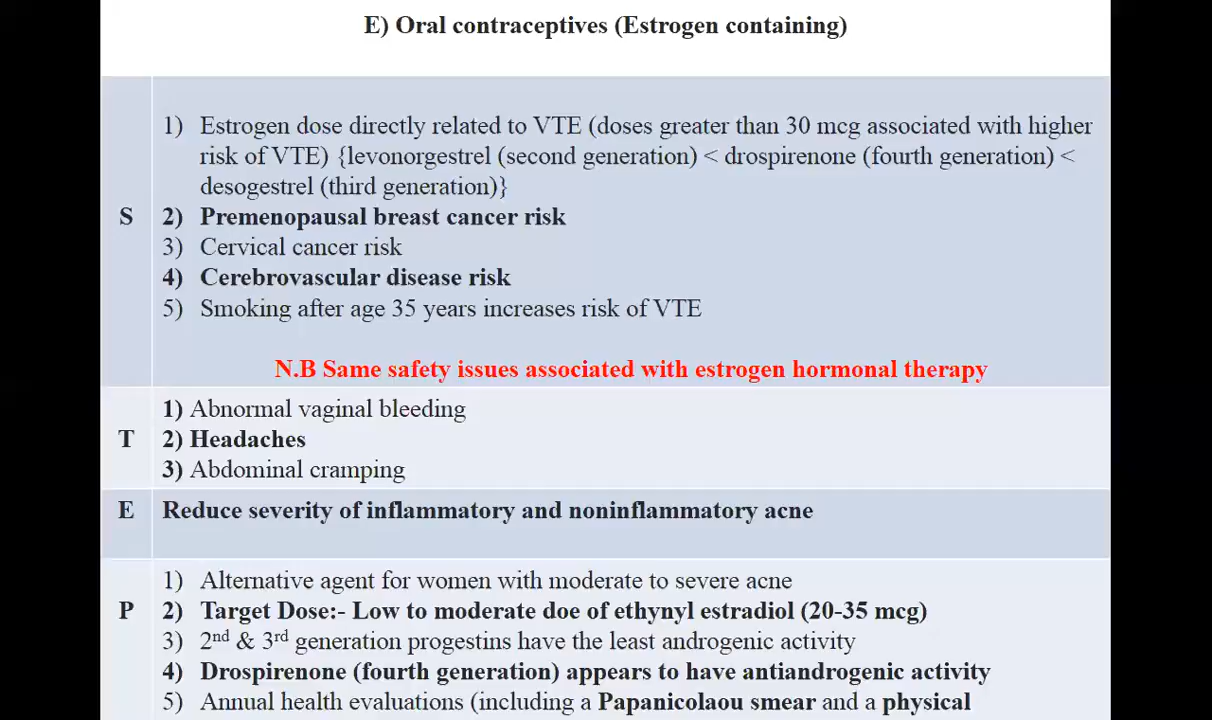 E) Oral contraceptives (Estrogen containing)
1) Estrogen dose directly related to VTE (doses greater than 30 mcg associated with higher
risk of VTE) {levonorgestrel (second generation) < drospirenone (fourth generation) <
desogestrel (third generation)}
S 2) Premenopausal breast cancer risk
3) Cervical cancer risk
4) Cerebrovascular disease risk
5) Smoking after age 35 years increases risk of VTE
N.B Same safety issues associated with estrogen hormonal therapy
1) Abnormal vaginal bleeding
T 2) Headaches
3) Abdominal cramping
E Reduce severity of inflammatory and noninflammatory acne
1) Alternative agent for women with moderate to severe acne
P 2) Target Dose:- Low to moderate doe of ethynyl estradiol (20-35 mcg)
3) 2nd & 3rd generation progestins have the least androgenic activity
4) Drospirenone (fourth generation) appears to have antiandrogenic activity
5) Annual health evaluations (including a Papanicolaou smear and a physical